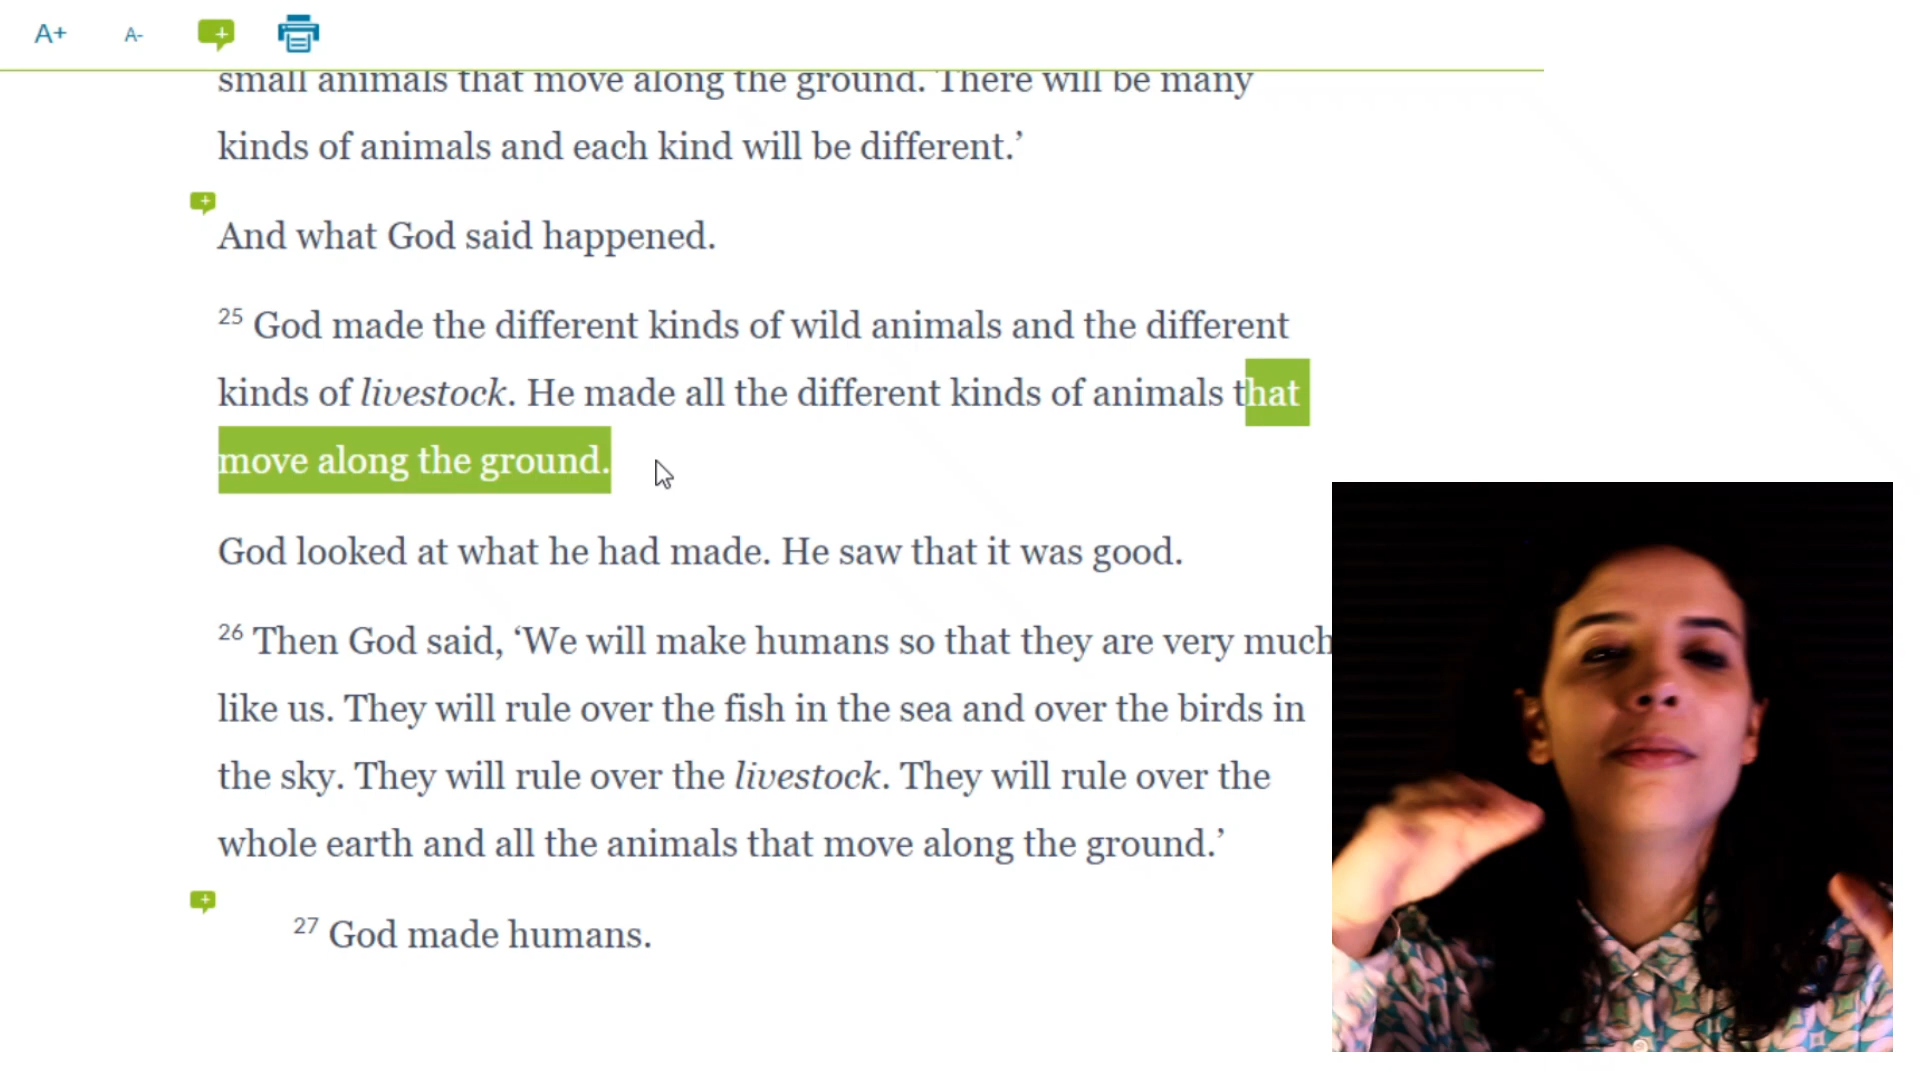 A+ A-
small animals that move along the ground. There will be many
kinds of animals and each kind will be different.’
And what God said happened.
25 God made the different kinds of wild animals and the different
kinds of livestock. He made all the different kinds of animals that
move along the ground.
God looked at what he had made. He saw that it was good.
26 Then God said, ‘We will make humans so that they are very much
like us. They will rule over the fish in the sea and over the birds in
the sky. They will rule over the livestock. They will rule over the
whole earth and all the animals that move along the ground.’
27 God made humans.